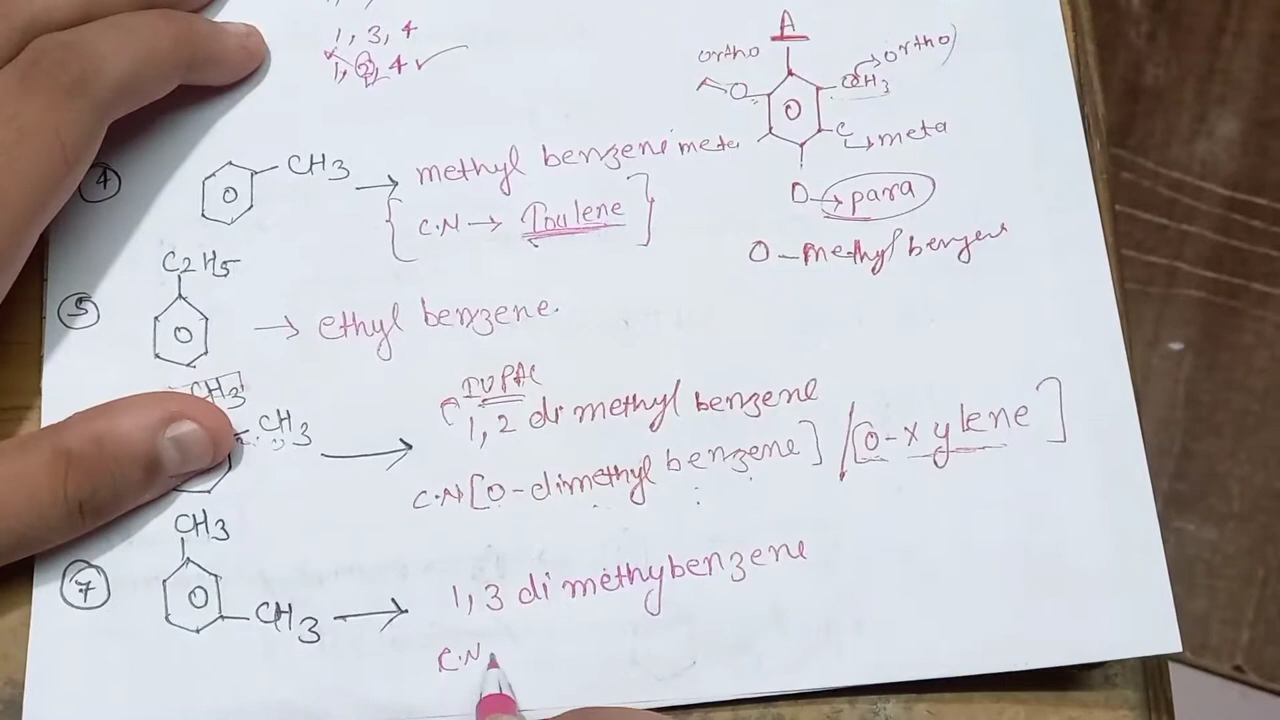 1, 3, 4
1, 2, 4 ✓
A
ortho
ortho
CH3
O
O
C
meta
D → para
O-methyl benzen
4
CH3
O
→ methyl benzene
C.N → Toulene
5
C2H5
O
→ ethyl benzene.
CH3
CH3
→
IUPAC
1, 2 di methyl benzene
C.N [O-dimethyl benzene] / [O-xylene]
7
CH3
O
CH3 →
1, 3 di methybenzene
C.N